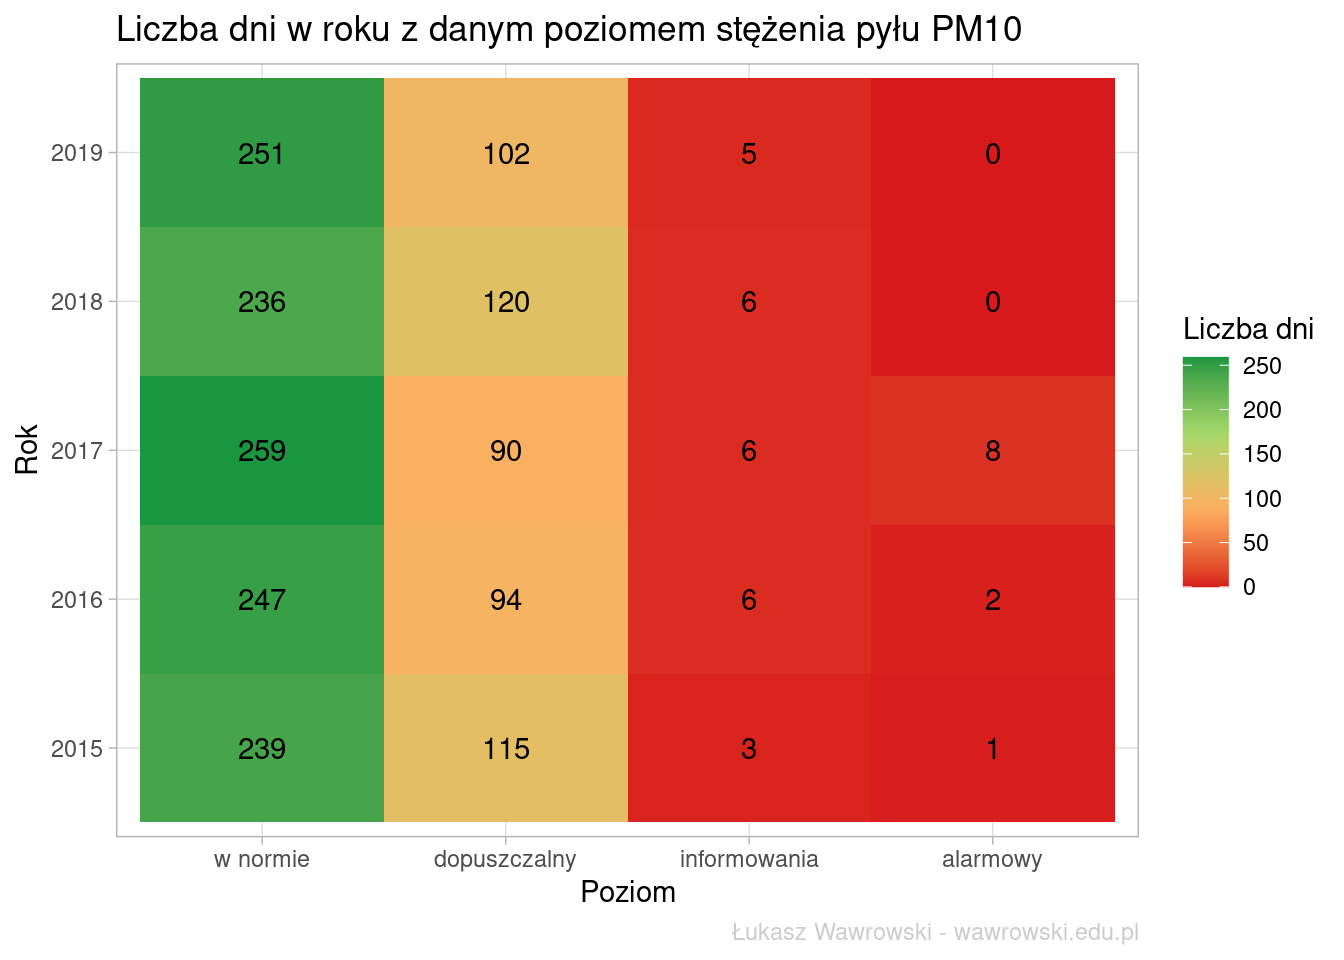 Liczba dni w roku z danym poziomem stężenia pyłu PM10
Rok
2019 251 102 5 0
2018 236 120 6 0
2017 259 90 6 8
2016 247 94 6 2
2015 239 115 3 1
w normie dopuszczalny informowania alarmowy
Poziom
Liczba dni
250
200
150
100
50
0
Łukasz Wawrowski - wawrowski.edu.pl